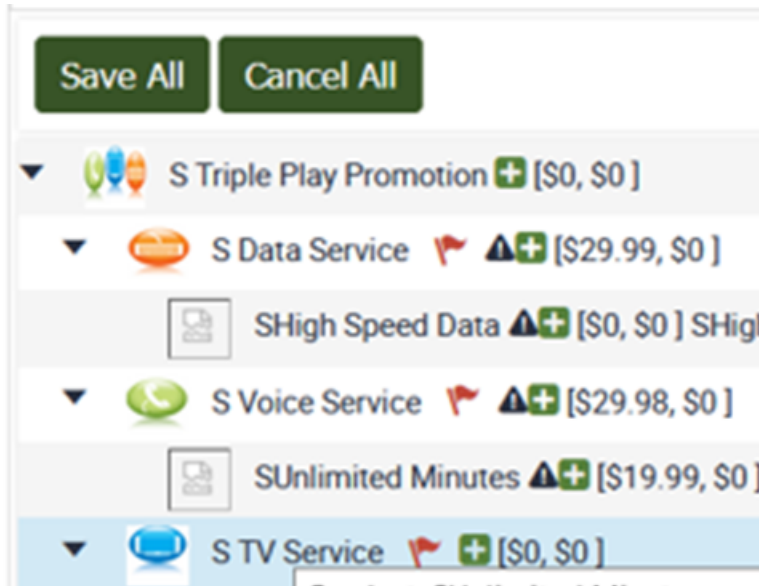 Save All Cancel All
S Triple Play Promotion [$0, $0 ]
S Data Service [$29.99, $0 ]
SHigh Speed Data [$0, $0 ] SHigh
S Voice Service [$29.98, $0 ]
SUnlimited Minutes [$19.99, $0 ]
S TV Service [$0, $0 ]